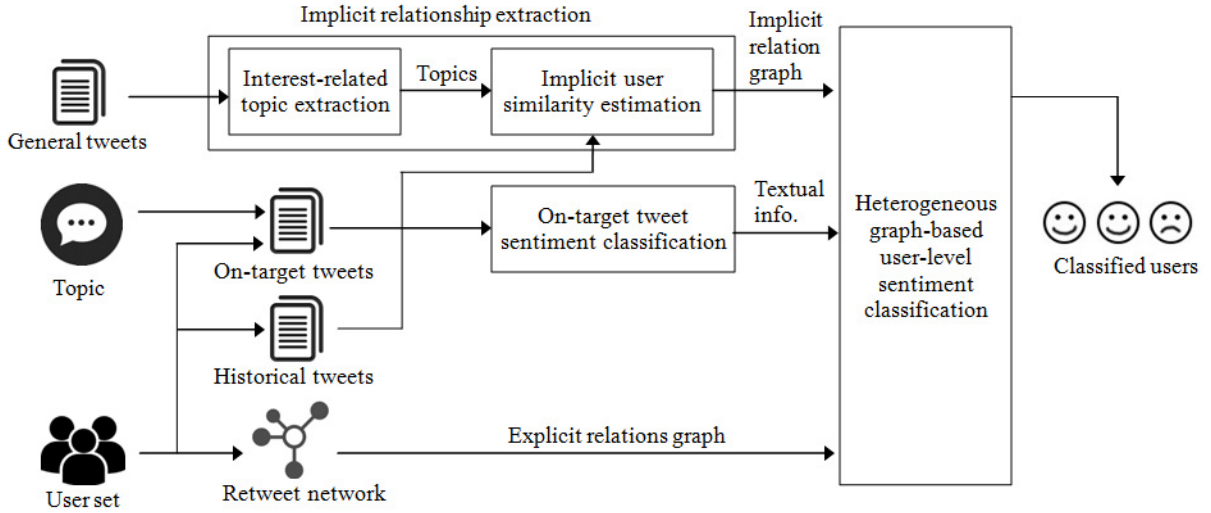 Implicit relationship extraction
Interest-related
topic extraction
Topics
Implicit user
similarity estimation
Implicit
relation
graph
General tweets
Topic
On-target tweets
On-target tweet
sentiment classification
Textual
info.
Heterogeneous
graph-based
user-level
sentiment
classification
Classified users
Historical tweets
User set
Retweet network
Explicit relations graph